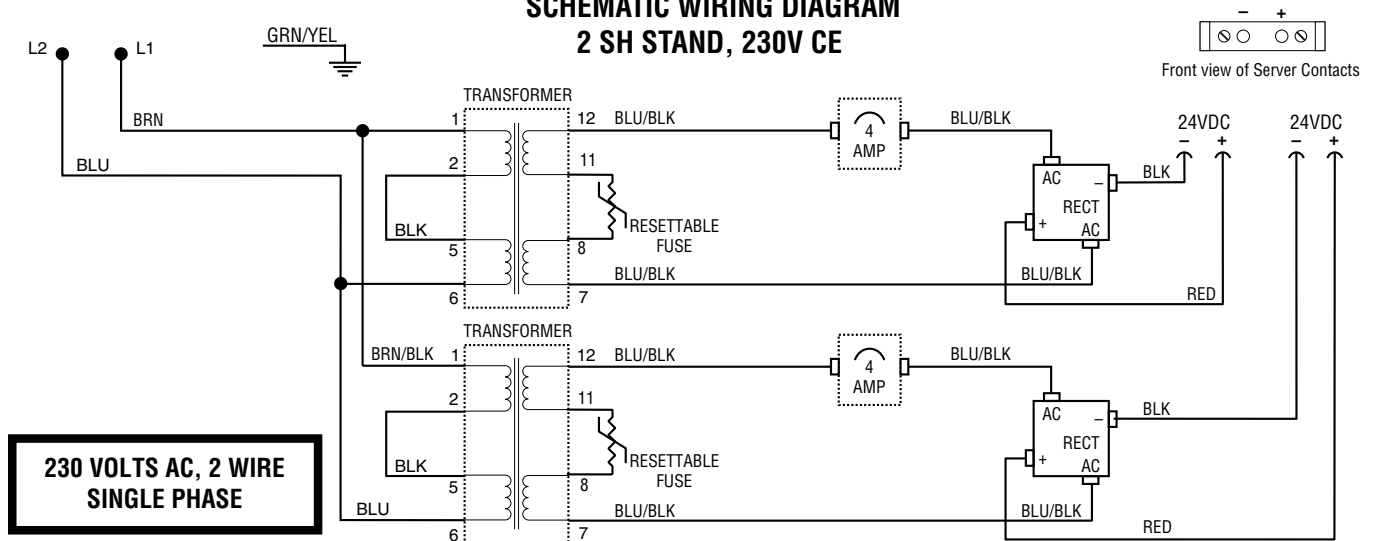 SCHEMATIC WIRING DIAGRAM
2 SH STAND, 230V CE
− +
Front view of Server Contacts
L2
L1
GRN/YEL
BRN
BLU
TRANSFORMER
1
2
BLK
5
6
12
11
8
7
BLU/BLK
RESETTABLE
FUSE
BLU/BLK
4
AMP
BLU/BLK
AC
−
RECT
+
AC
BLU/BLK
BLK
RED
24VDC
− +
24VDC
− +
TRANSFORMER
BRN/BLK
1
2
BLK
5
BLU
6
12
11
8
7
BLU/BLK
RESETTABLE
FUSE
BLU/BLK
4
AMP
BLU/BLK
AC
−
RECT
+
AC
BLU/BLK
BLK
RED
230 VOLTS AC, 2 WIRE
SINGLE PHASE